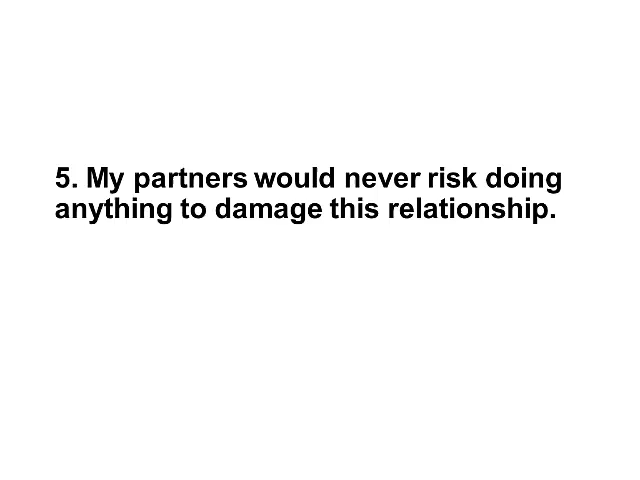 5. My partners would never risk doing
anything to damage this relationship.